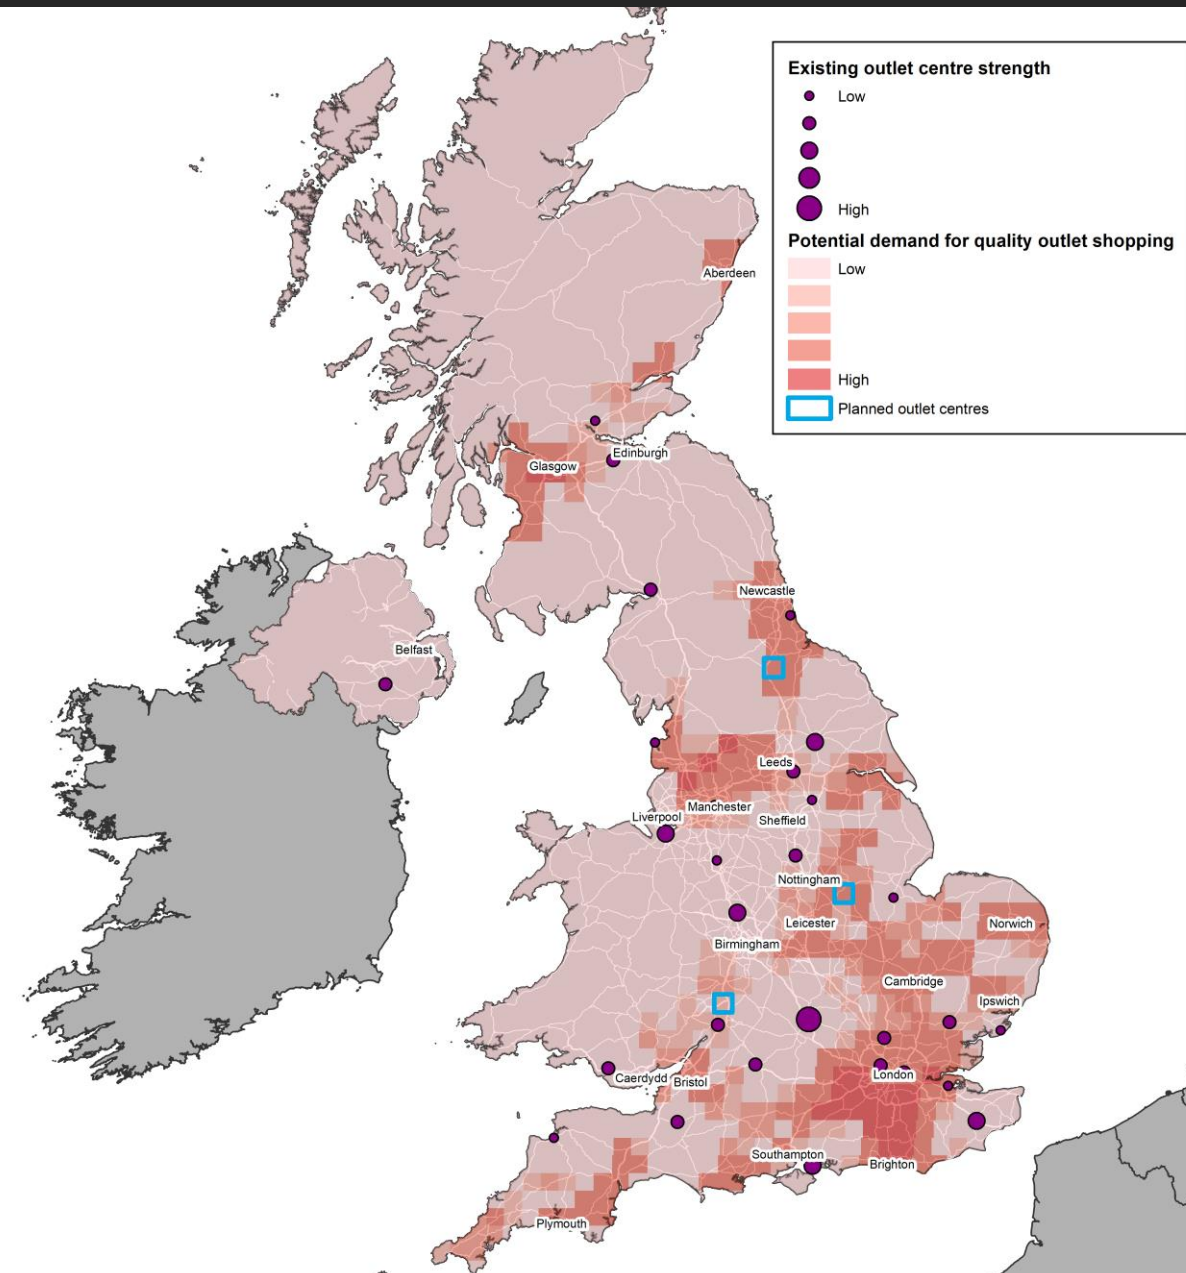 Existing outlet centre strength
Low
High
Potential demand for quality outlet shopping
Low
High
Planned outlet centres
Aberdeen
Edinburgh
Glasgow
Newcastle
Belfast
Leeds
Manchester
Liverpool
Sheffield
Nottingham
Leicester
Norwich
Birmingham
Cambridge
Ipswich
London
Caerdydd
Bristol
Southampton
Brighton
Plymouth